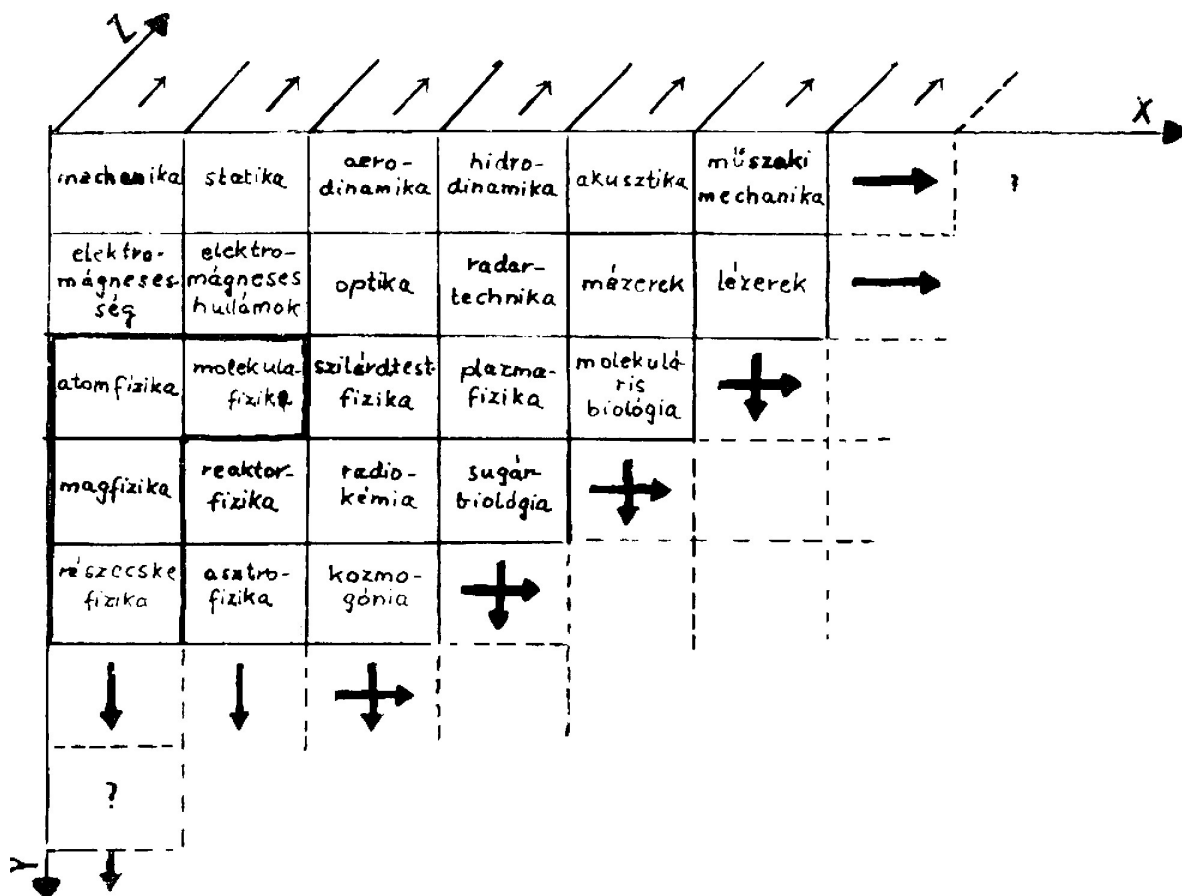 Z
X
mechanika
statika
aero-
dinamika
hidro-
dinamika
akusztika
műszaki
mechanika
?
elektro-
mágneses-
ség
elektro-
mágneses
hullámok
optika
radar-
technika
mézerek
lézerek
atomfizika
molekula-
fizika
szilárdtest-
fizika
plazma-
fizika
molekulá-
ris
biológia
magfizika
reaktor-
fizika
radio-
kémia
sugár-
biológia
részecske
fizika
asztro-
fizika
kozmo-
gónia
?
Y